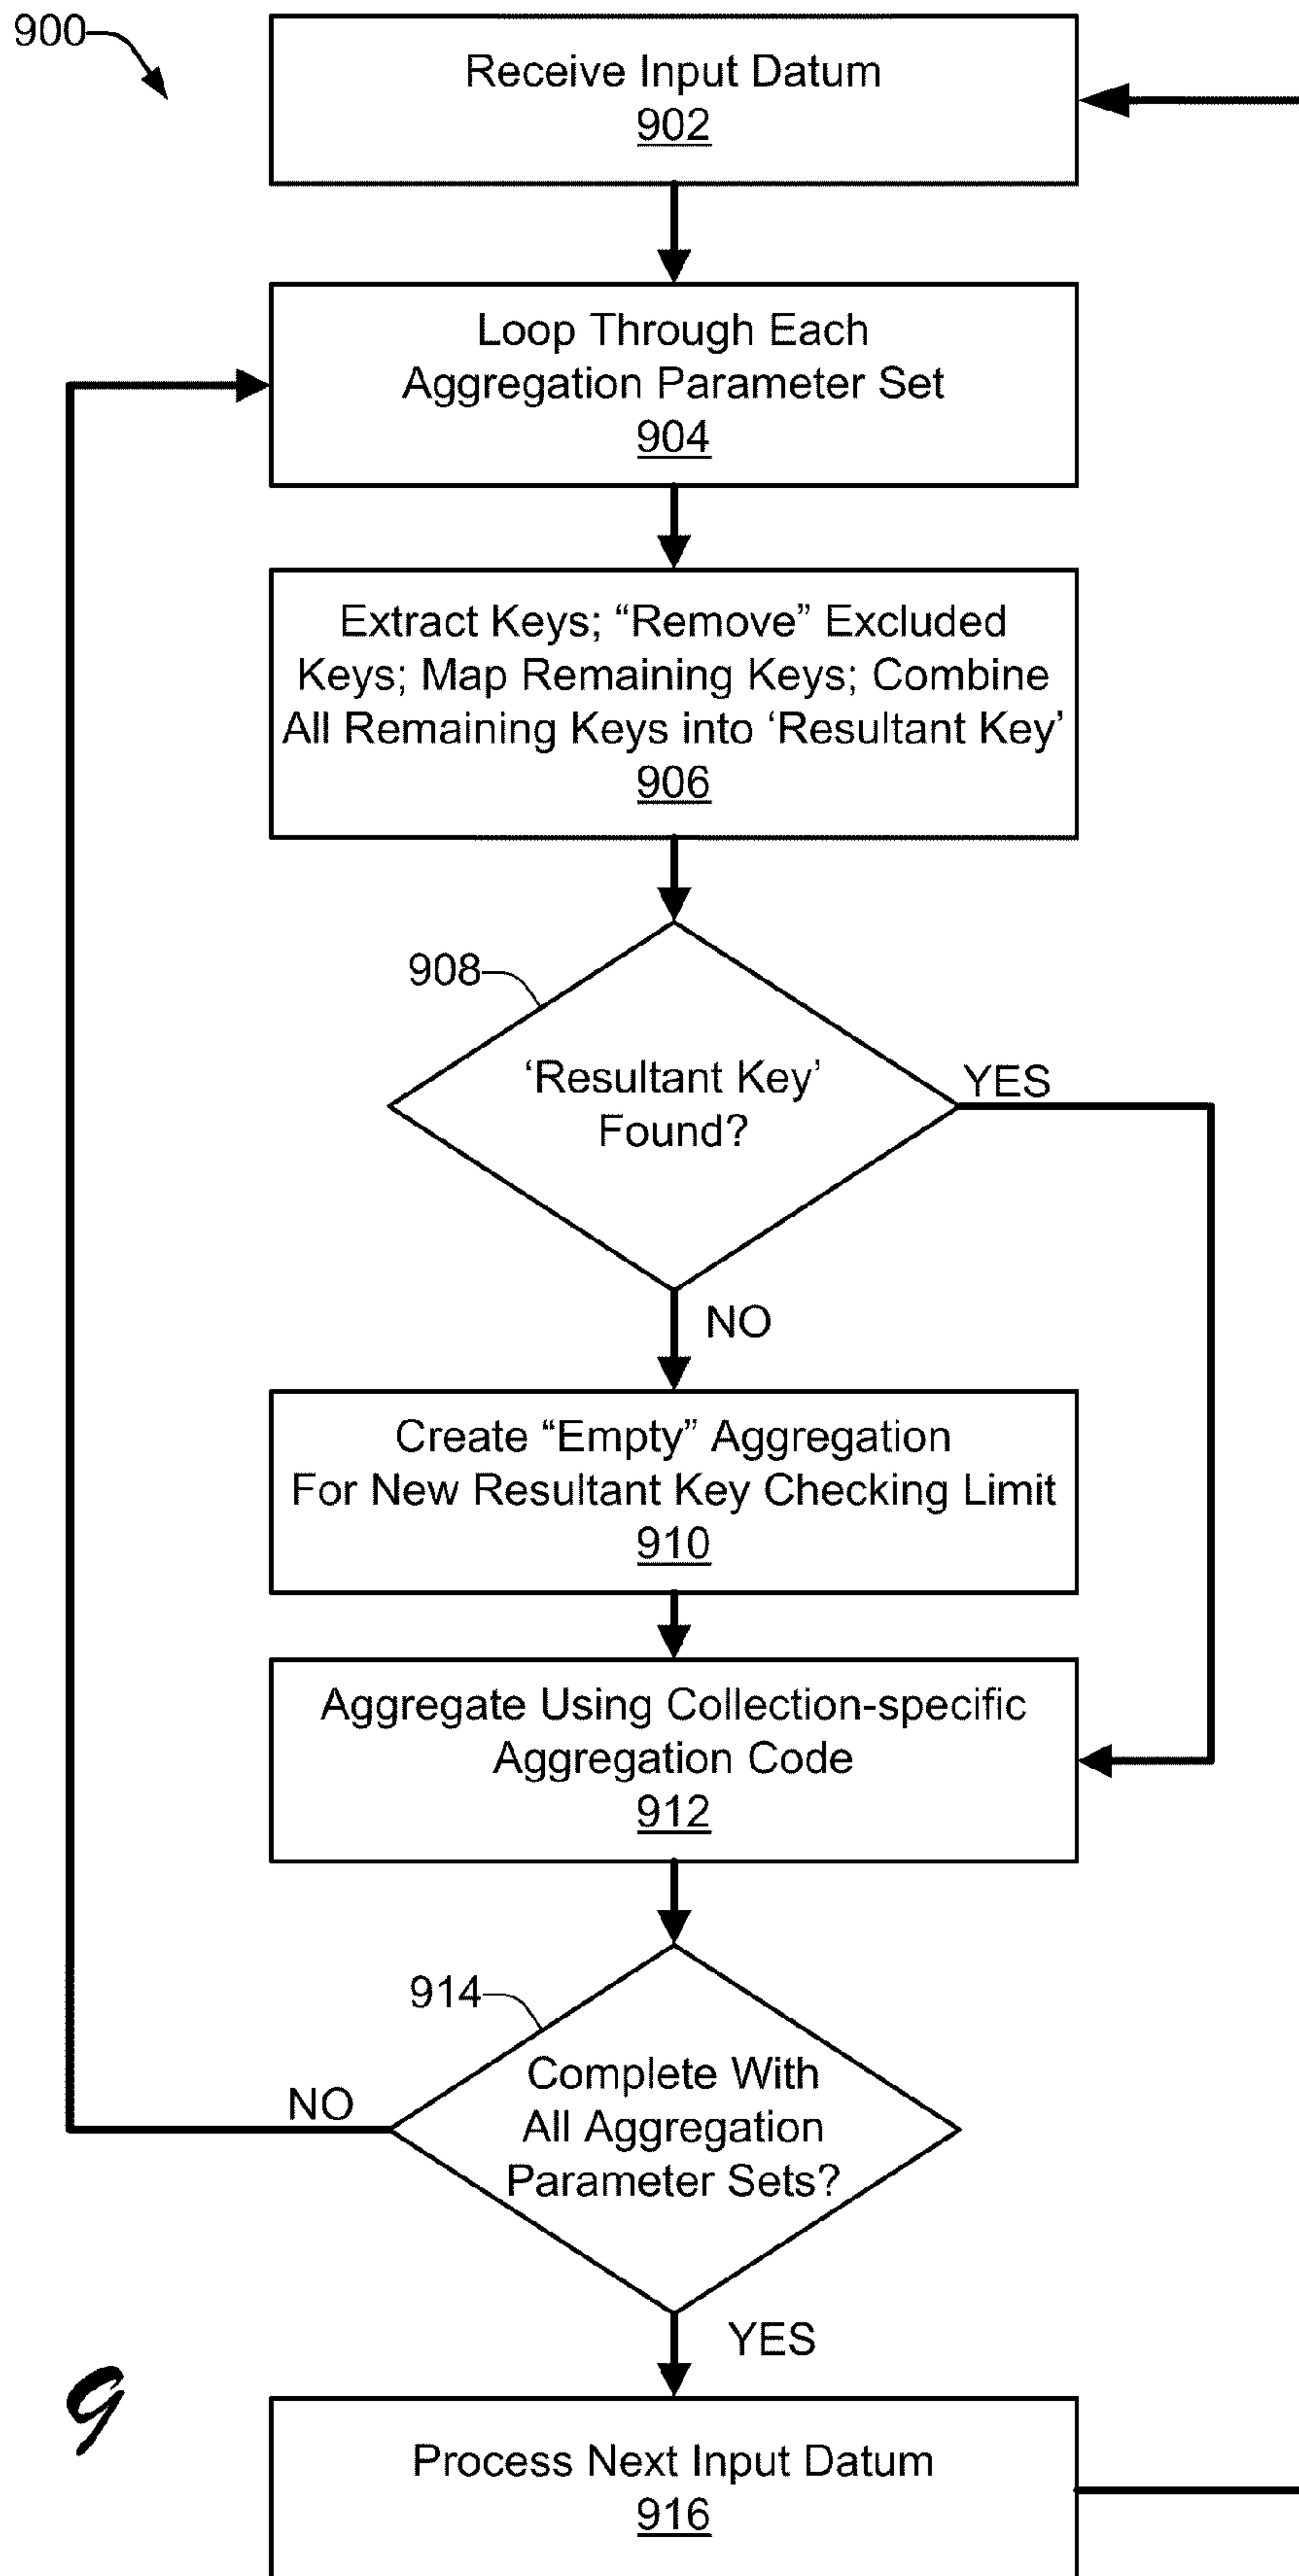 900
Receive Input Datum
902
Loop Through Each
Aggregation Parameter Set
904
Extract Keys; “Remove” Excluded
Keys; Map Remaining Keys; Combine
All Remaining Keys into ‘Resultant Key’
906
908
‘Resultant Key’
Found?
YES
NO
Create “Empty” Aggregation
For New Resultant Key Checking Limit
910
Aggregate Using Collection-specific
Aggregation Code
912
914
Complete With
All Aggregation
Parameter Sets?
NO
YES
9
Process Next Input Datum
916